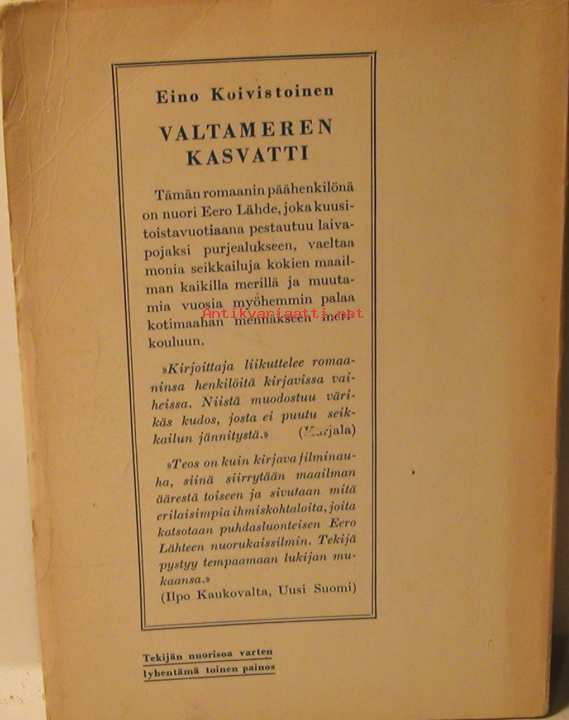 Eino Koivistoinen
VALTAMEREN
KASVATTI
Tämän romaanin päähenkilönä
on nuori Eero Lähde, joka kuusi-
toistavuotiaana pestautuu laiva-
pojaksi purjealukseen, vaeltaa
monia seikkailuja kokien maail-
man kaikilla merillä ja muuta-
mia vuosia myöhemmin palaa
Antikvariaatti.net
kotimaahan mennäkseen meri-
kouluun.
»Kirjoittaja liikuttelee romaa-
ninsa henkilöitä kirjavissa vai-
heissa. Niistä muodostuu väri-
käs kudos, josta ei puutu seik-
kailun jännitystä.» (Karjala)
»Teos on kuin kirjava filminau-
ha, siinä siirrytään maailman
äärestä toiseen ja sivutaan mitä
erilaisimpia ihmiskohtaloita, joita
katsotaan puhdasluonteisen Eero
Lähteen nuorukaissilmin. Tekijä
pystyy tempaamaan lukijan mu-
kaansa.»
(Ilpo Kaukovalta, Uusi Suomi)
Tekijän nuorisoa varten
lyhentämä toinen painos